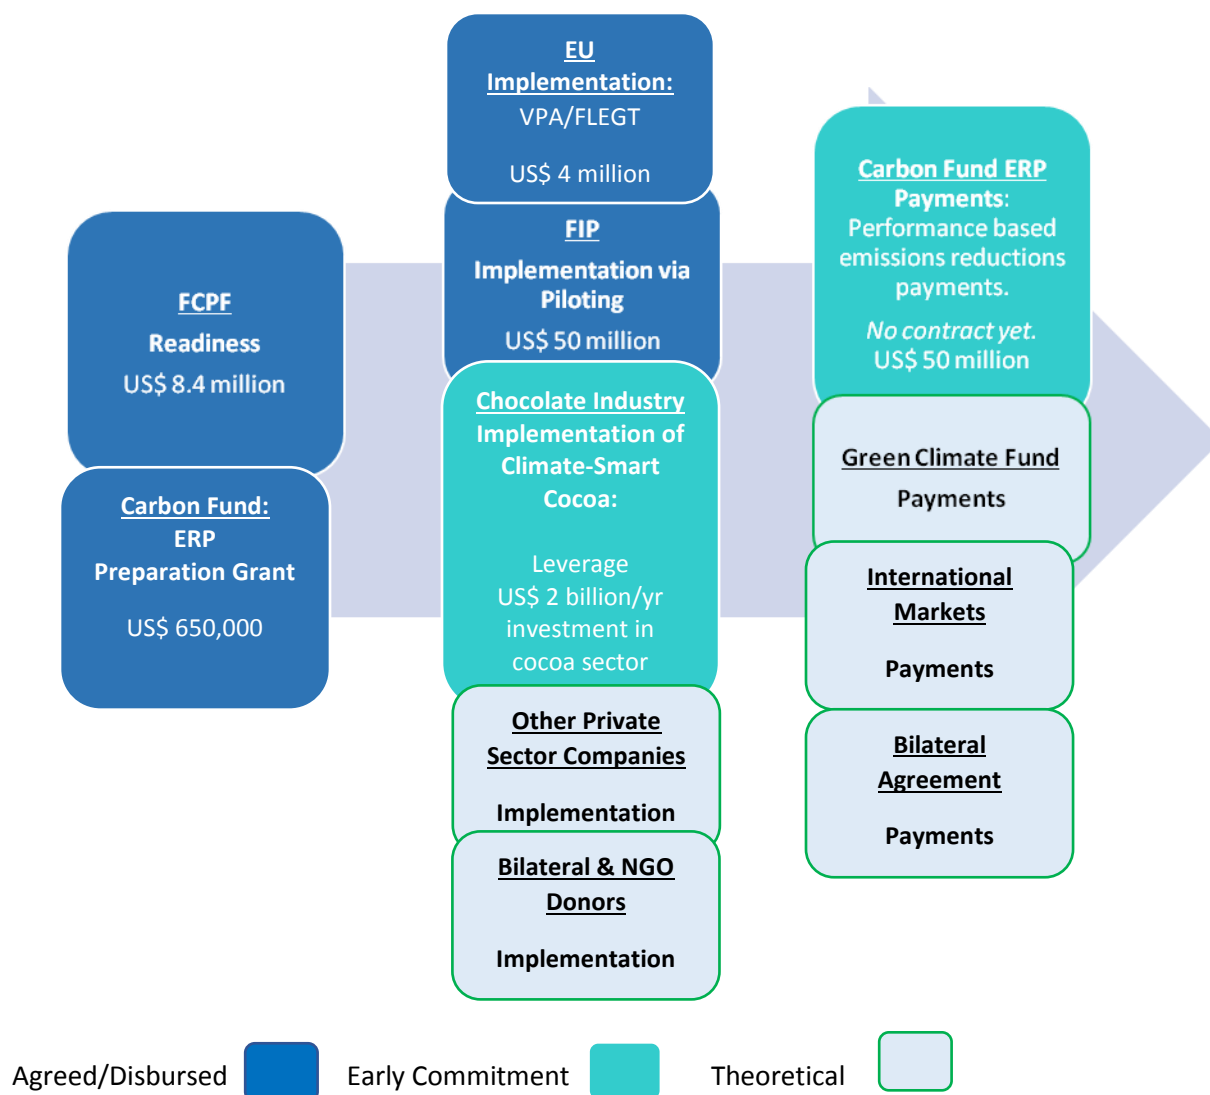 FCPF
Readiness
US$ 8.4 million
Carbon Fund:
ERP
Preparation Grant
US$ 650,000
EU
Implementation:
VPA/FLEGT
US$ 4 million
FIP
Implementation via
Piloting
US$ 50 million
Chocolate Industry
Implementation of
Climate-Smart
Cocoa:
Leverage
US$ 2 billion/yr
investment in
cocoa sector
Other Private
Sector Companies
Implementation
Bilateral & NGO
Donors
Implementation
Carbon Fund ERP
Payments:
Performance based
emissions reductions
payments.
No contract yet.
US$ 50 million
Green Climate Fund
Payments
International
Markets
Payments
Bilateral
Agreement
Payments
Agreed/Disbursed
Early Commitment
Theoretical